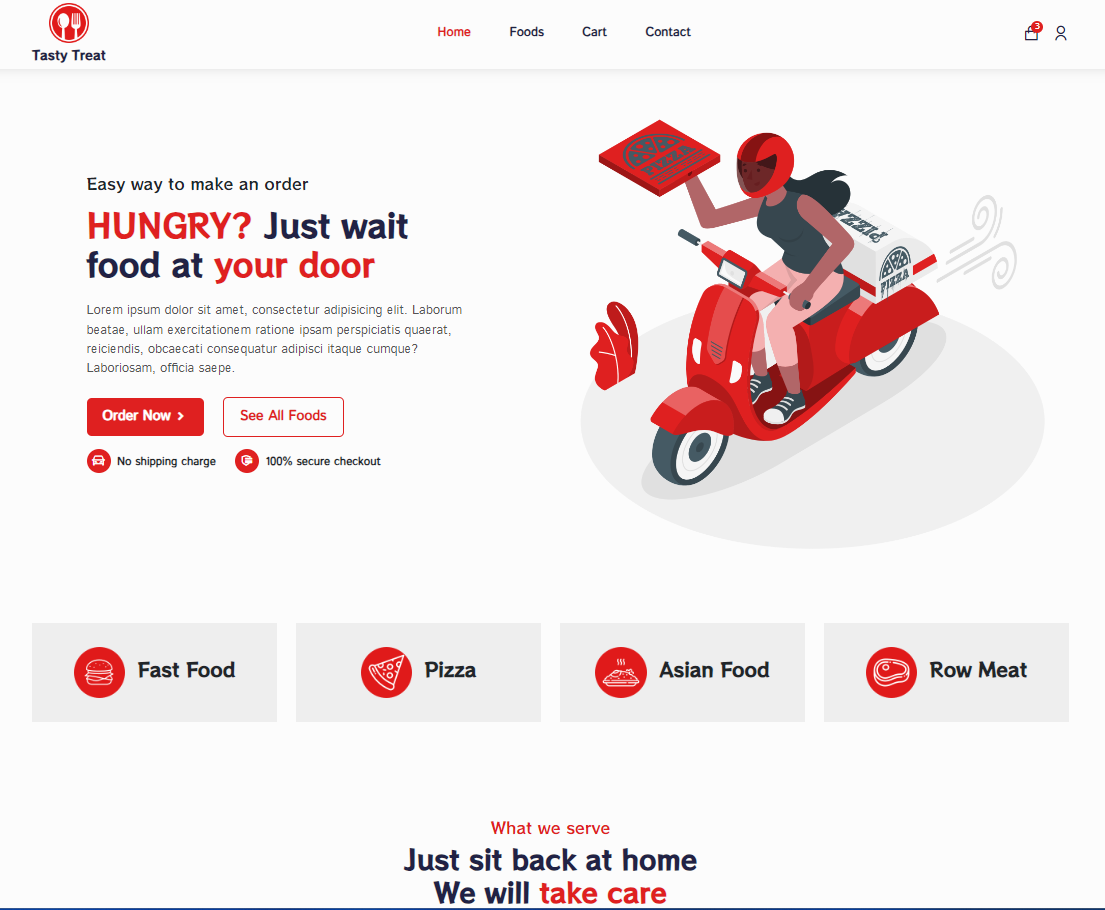 Tasty Treat
Home Foods Cart Contact
3
Easy way to make an order
HUNGRY? Just wait
food at your door
Lorem ipsum dolor sit amet, consectetur adipisicing elit. Laborum
beatae, ullam exercitationem ratione ipsam perspiciatis quaerat,
reiciendis, obcaecati consequatur adipisci itaque cumque?
Laboriosam, officia saepe.
Order Now >
See All Foods
No shipping charge
100% secure checkout
PIZZA
PIZZA
PIZZA
Fast Food
Pizza
Asian Food
Row Meat
What we serve
Just sit back at home
We will take care